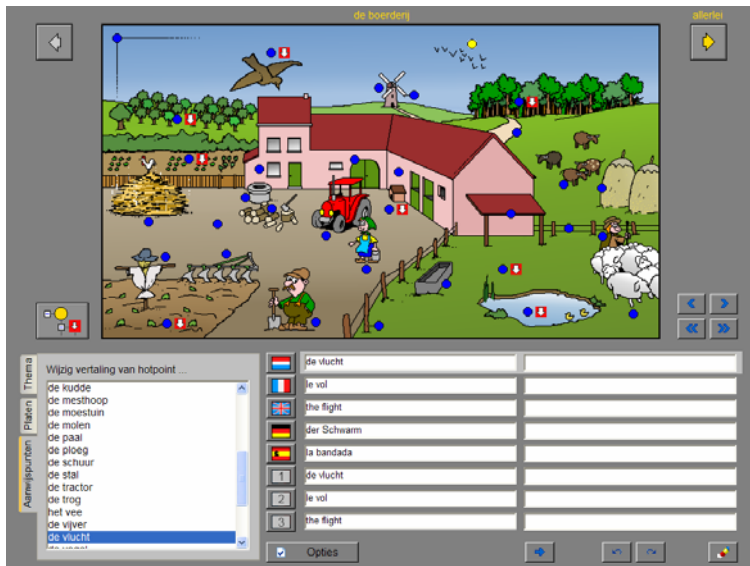 de boerderij
allerlei
Thema
Platen
Aanwijspunten
Wijzig vertaling van hotpoint ...
de kudde
de mesthoop
de moestuin
de molen
de paal
de ploeg
de schuur
de stal
de tractor
de trog
het vee
de vijver
de vlucht
de vogel
de vlucht
le vol
the flight
der Schwarm
la bandada
1 de vlucht
2 le vol
3 the flight
Opties